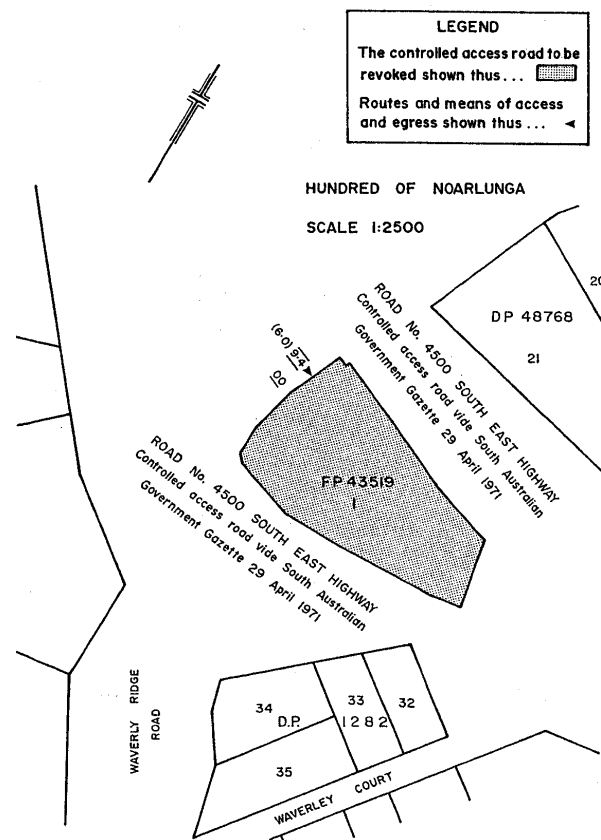 LEGEND
The controlled access road to be
revoked shown thus...
Routes and means of access
and egress shown thus...
HUNDRED OF NOARLUNGA
SCALE 1:2500
20
DP 48768
21
ROAD No. 4500 SOUTH EAST HIGHWAY
Controlled access road vide South Australian
Government Gazette 29 April 1971
(6·0) 9·4
00
FP 43519
1
ROAD No. 4500 SOUTH EAST HIGHWAY
Controlled access road vide South Australian
Government Gazette 29 April 1971
WAVERLY RIDGE
ROAD
34
D.P.
33
1282
32
35
WAVERLEY COURT